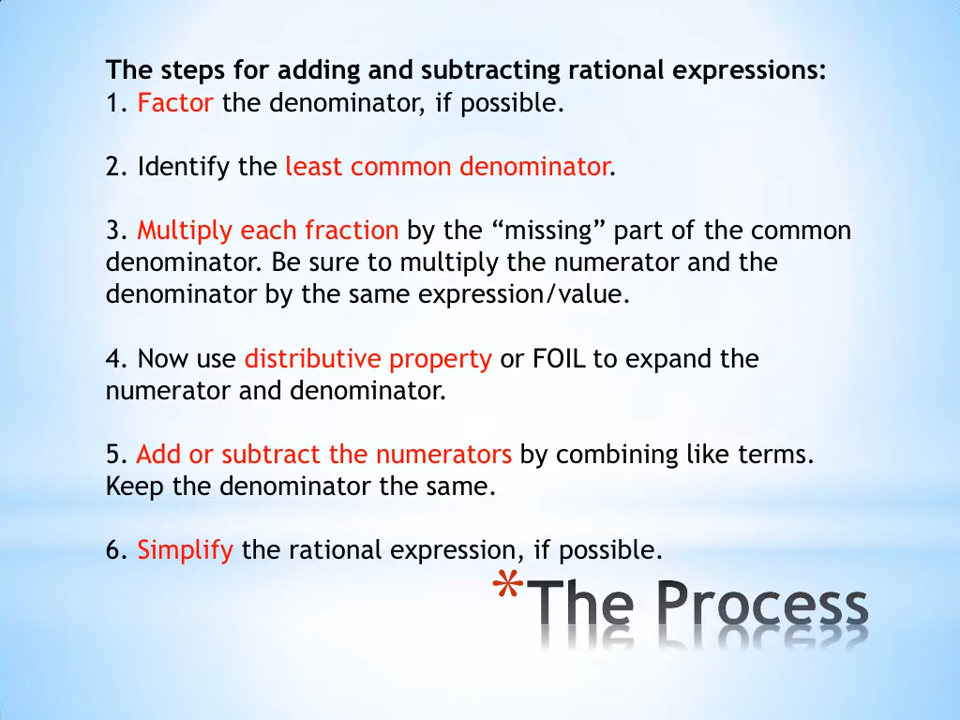 The steps for adding and subtracting rational expressions:
1. Factor the denominator, if possible.
2. Identify the least common denominator.
3. Multiply each fraction by the “missing” part of the common
denominator. Be sure to multiply the numerator and the
denominator by the same expression/value.
4. Now use distributive property or FOIL to expand the
numerator and denominator.
5. Add or subtract the numerators by combining like terms.
Keep the denominator the same.
6. Simplify the rational expression, if possible.
*The Process